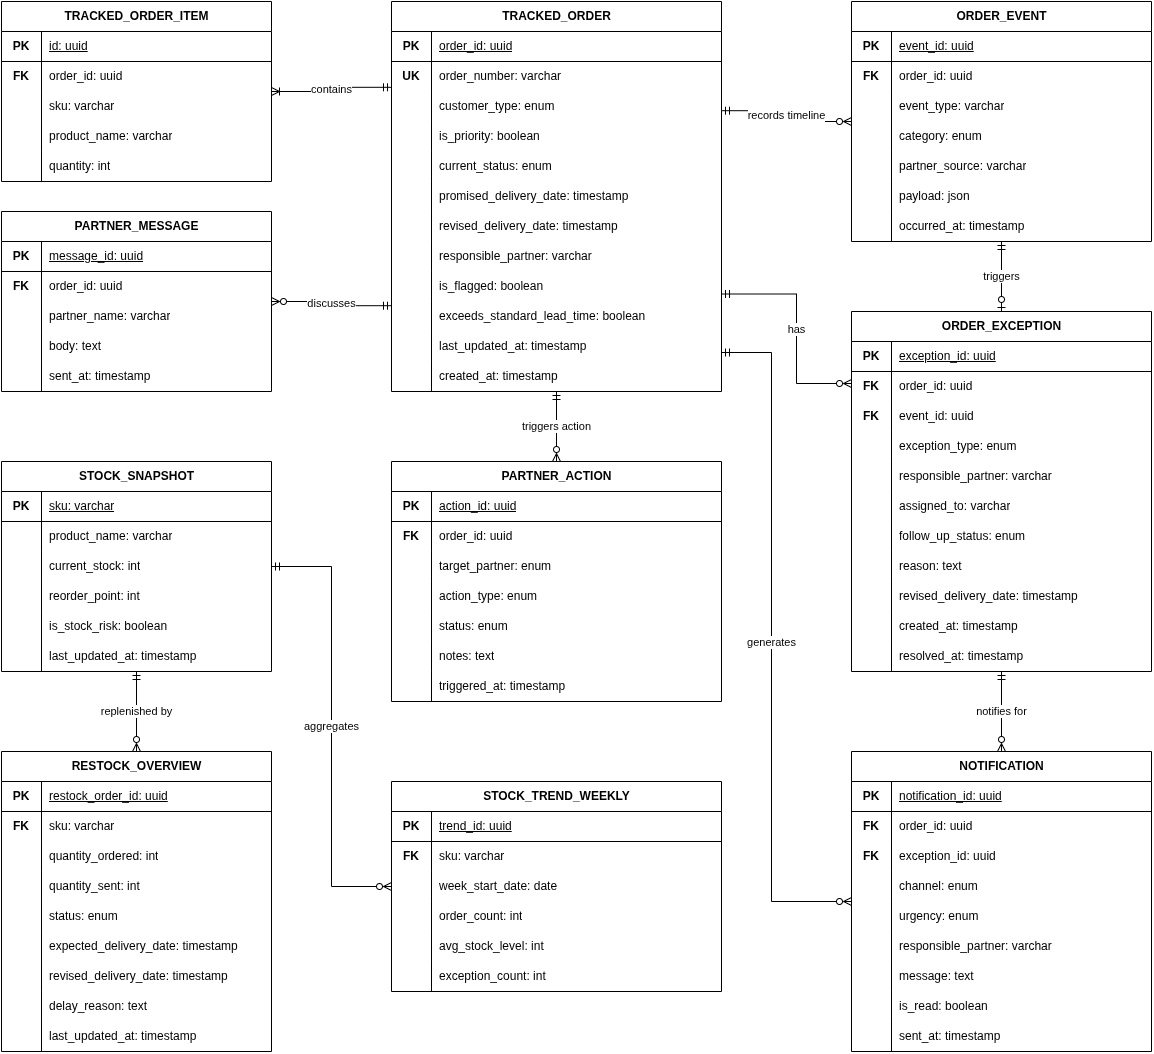 TRACKED_ORDER_ITEM
PK id: uuid
FK order_id: uuid
sku: varchar
product_name: varchar
quantity: int
contains
TRACKED_ORDER
PK order_id: uuid
UK order_number: varchar
customer_type: enum
is_priority: boolean
current_status: enum
promised_delivery_date: timestamp
revised_delivery_date: timestamp
responsible_partner: varchar
is_flagged: boolean
exceeds_standard_lead_time: boolean
last_updated_at: timestamp
created_at: timestamp
records timeline
ORDER_EVENT
PK event_id: uuid
FK order_id: uuid
event_type: varchar
category: enum
partner_source: varchar
payload: json
occurred_at: timestamp
PARTNER_MESSAGE
PK message_id: uuid
FK order_id: uuid
partner_name: varchar
body: text
sent_at: timestamp
discusses
triggers
has
triggers action
ORDER_EXCEPTION
PK exception_id: uuid
FK order_id: uuid
FK event_id: uuid
exception_type: enum
responsible_partner: varchar
assigned_to: varchar
follow_up_status: enum
reason: text
revised_delivery_date: timestamp
created_at: timestamp
resolved_at: timestamp
STOCK_SNAPSHOT
PK sku: varchar
product_name: varchar
current_stock: int
reorder_point: int
is_stock_risk: boolean
last_updated_at: timestamp
PARTNER_ACTION
PK action_id: uuid
FK order_id: uuid
target_partner: enum
action_type: enum
status: enum
notes: text
triggered_at: timestamp
generates
replenished by
aggregates
notifies for
RESTOCK_OVERVIEW
PK restock_order_id: uuid
FK sku: varchar
quantity_ordered: int
quantity_sent: int
status: enum
expected_delivery_date: timestamp
revised_delivery_date: timestamp
delay_reason: text
last_updated_at: timestamp
STOCK_TREND_WEEKLY
PK trend_id: uuid
FK sku: varchar
week_start_date: date
order_count: int
avg_stock_level: int
exception_count: int
NOTIFICATION
PK notification_id: uuid
FK order_id: uuid
FK exception_id: uuid
channel: enum
urgency: enum
responsible_partner: varchar
message: text
is_read: boolean
sent_at: timestamp